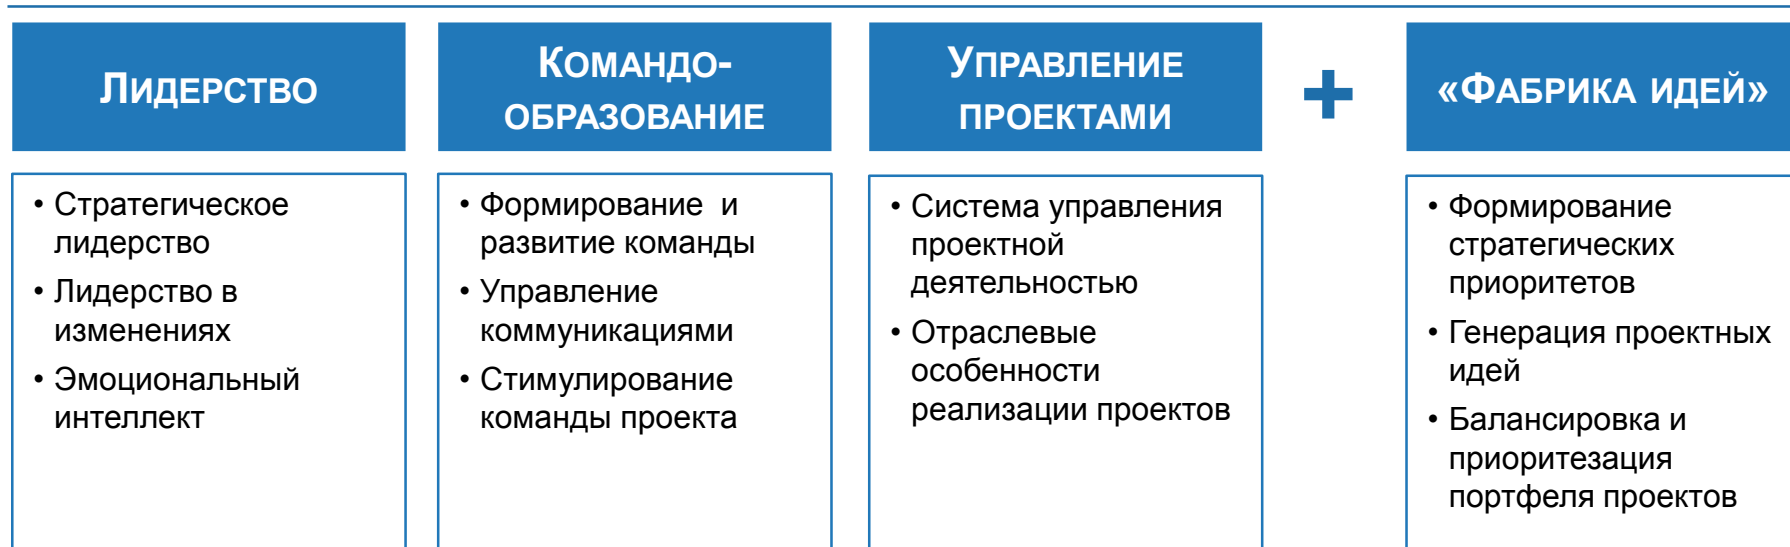 ЛИДЕРСТВО
КОМАНДО-
ОБРАЗОВАНИЕ
УПРАВЛЕНИЕ
ПРОЕКТАМИ
+
«ФАБРИКА ИДЕЙ»
• Стратегическое
лидерство
• Лидерство в
изменениях
• Эмоциональный
интеллект
• Формирование и
развитие команды
• Управление
коммуникациями
• Стимулирование
команды проекта
• Система управления
проектной
деятельностью
• Отраслевые
особенности
реализации проектов
• Формирование
стратегических
приоритетов
• Генерация проектных
идей
• Балансировка и
приоритезация
портфеля проектов